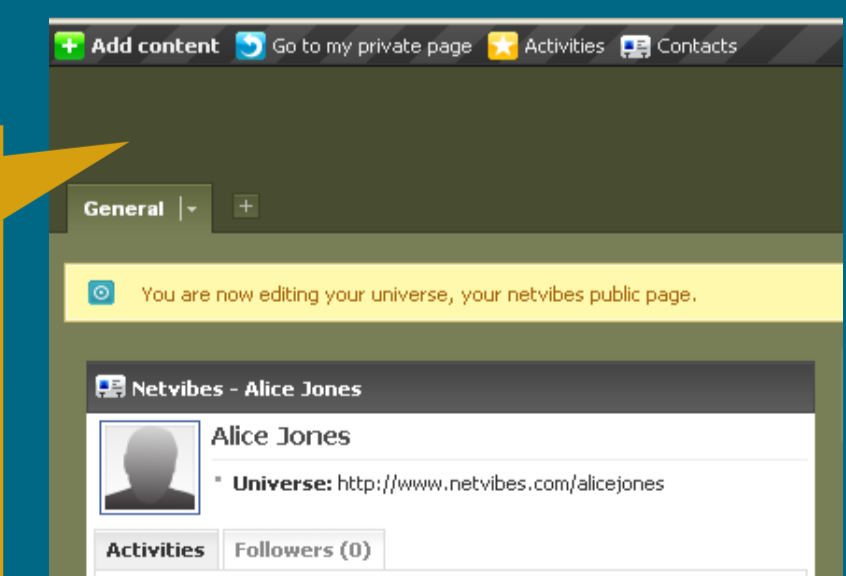 Add content Go to my private page Activities Contacts
General
You are now editing your universe, your netvibes public page.
Netvibes - Alice Jones
Alice Jones
Universe: http://www.netvibes.com/alicejones
Activities Followers (0)